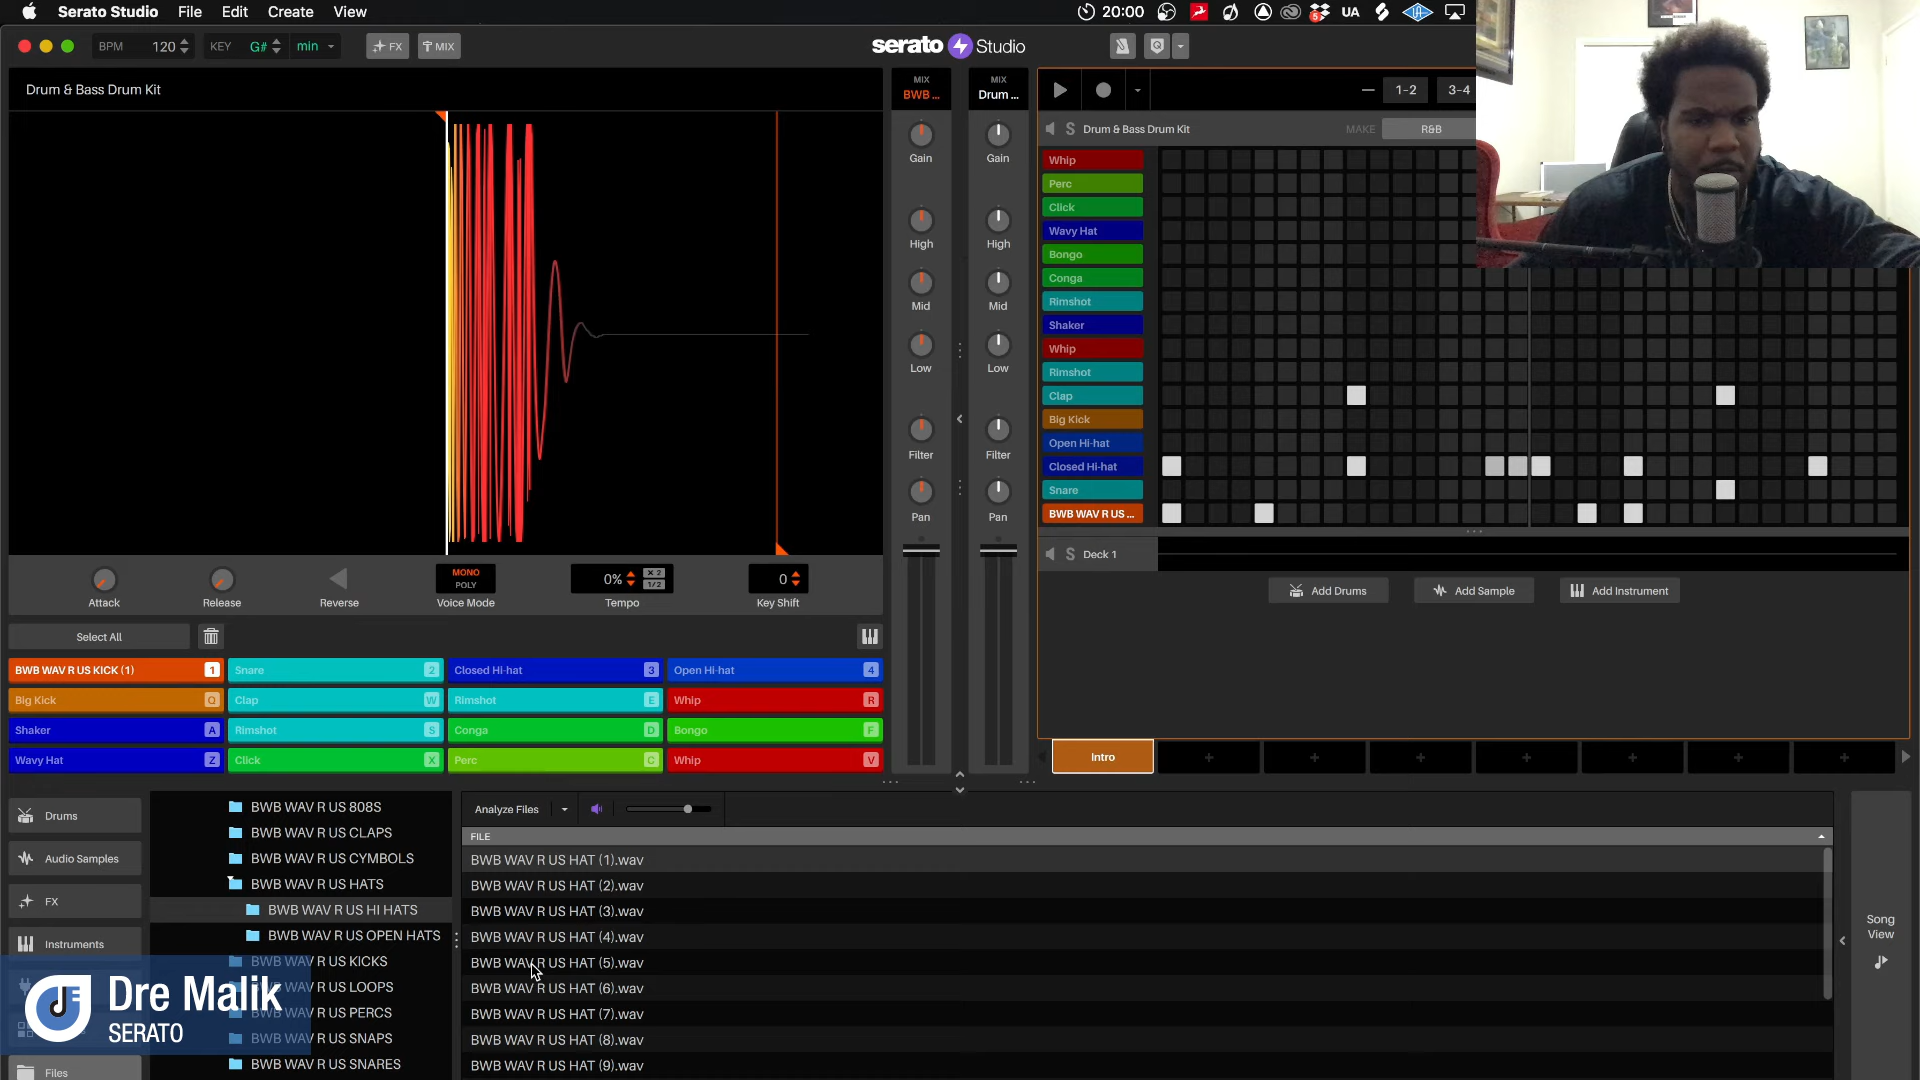 Serato Studio File Edit Create View 20:00 5 UA
BPM 120 KEY G# min FX MIX serato Studio Q
Drum & Bass Drum Kit
MIX
BWB ...
Gain
High
Mid
Low
Filter
Pan
MIX
Drum ...
Gain
High
Mid
Low
Filter
Pan
1-2 3-4
S Drum & Bass Drum Kit MAKE R&B
Whip
Perc
Click
Wavy Hat
Bongo
Conga
Rimshot
Shaker
Whip
Rimshot
Clap
Big Kick
Open Hi-hat
Closed Hi-hat
Snare
BWB WAV R US ...
S Deck 1
Add Drums Add Sample Add Instrument
Intro + + + + + + +
MONO
POLY
0% X 2
1/2
0
Attack Release Reverse Voice Mode Tempo Key Shift
Select All
BWB WAV R US KICK (1) 1 Snare 2 Closed Hi-hat 3 Open Hi-hat 4
Big Kick Q Clap W Rimshot E Whip R
Shaker A Rimshot S Conga D Bongo F
Wavy Hat Z Click X Perc C Whip V
Drums
Audio Samples
FX
Instruments
Files
BWB WAV R US 808S
BWB WAV R US CLAPS
BWB WAV R US CYMBOLS
BWB WAV R US HATS
BWB WAV R US HI HATS
BWB WAV R US OPEN HATS
BWB WAV R US KICKS
BWB WAV R US LOOPS
BWB WAV R US PERCS
BWB WAV R US SNAPS
BWB WAV R US SNARES
Dre Malik
SERATO
Analyze Files
FILE
BWB WAV R US HAT (1).wav
BWB WAV R US HAT (2).wav
BWB WAV R US HAT (3).wav
BWB WAV R US HAT (4).wav
BWB WAV R US HAT (5).wav
BWB WAV R US HAT (6).wav
BWB WAV R US HAT (7).wav
BWB WAV R US HAT (8).wav
BWB WAV R US HAT (9).wav
Song
View